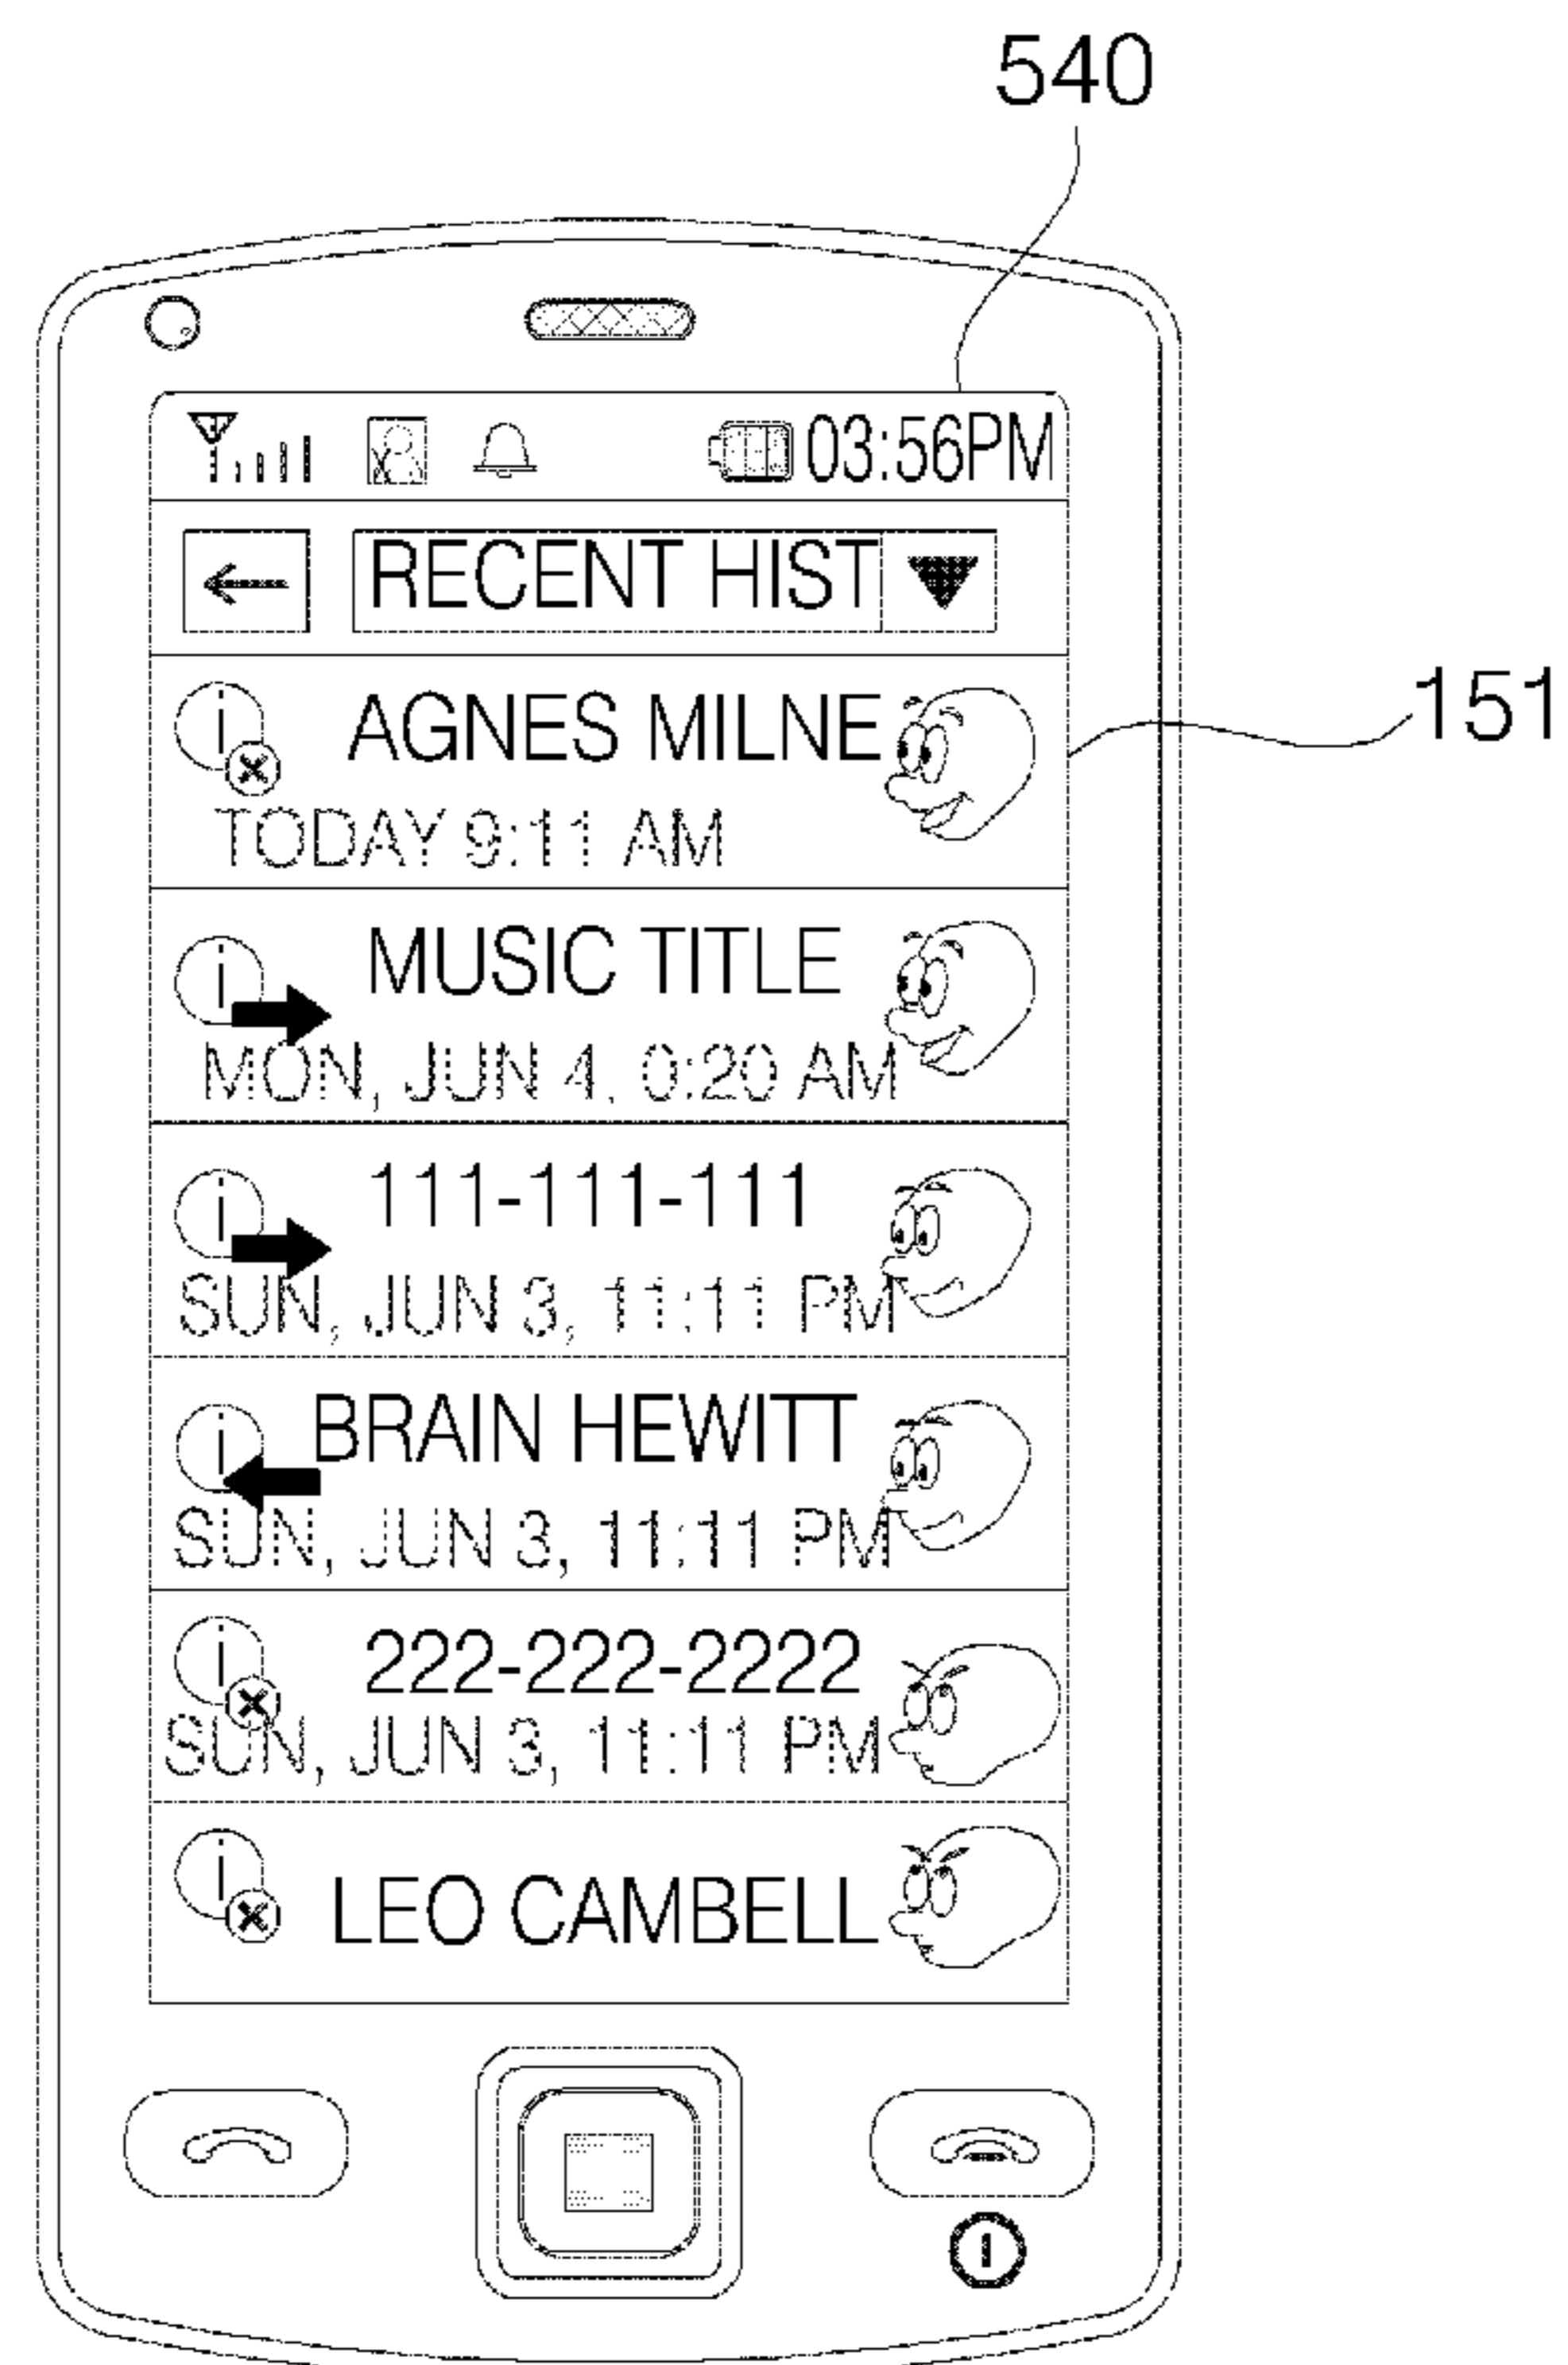 540
03:56PM
RECENT HIST
151
AGNES MILNE
TODAY 9:11 AM
MUSIC TITLE
MON, JUN 4, 0:20 AM
111-111-111
SUN, JUN 3, 11:11 PM
BRAIN HEWITT
SUN, JUN 3, 11:11 PM
222-222-2222
SUN, JUN 3, 11:11 PM
LEO CAMBELL